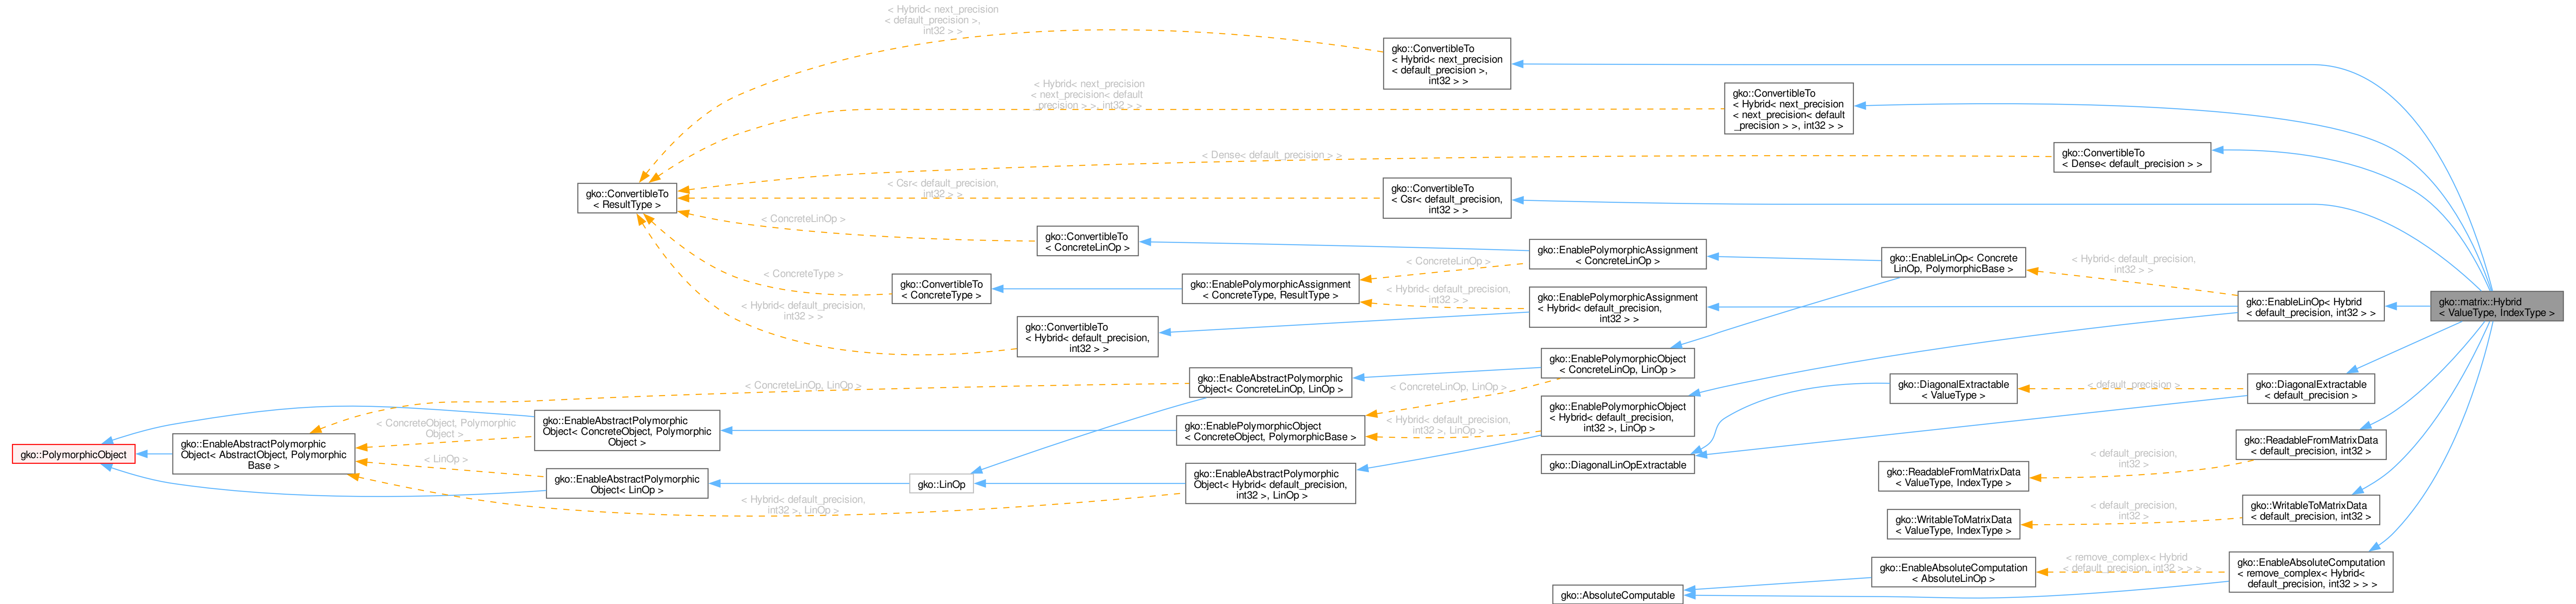 < Hybrid< next_precision
< default_precision >,
int32 > >
gko::ConvertibleTo
< Hybrid< next_precision
< default_precision >,
int32 > >
< Hybrid< next_precision
< next_precision< default
_precision > >, int32 > >
gko::ConvertibleTo
< Hybrid< next_precision
< next_precision< default
_precision > >, int32 > >
< Dense< default_precision > >
gko::ConvertibleTo
< Dense< default_precision > >
gko::ConvertibleTo
< ResultType >
< Csr< default_precision,
int32 > >
gko::ConvertibleTo
< Csr< default_precision,
int32 > >
< ConcreteLinOp >
gko::ConvertibleTo
< ConcreteLinOp >
gko::EnablePolymorphicAssignment
< ConcreteLinOp >
gko::EnableLinOp< Concrete
LinOp, PolymorphicBase >
< Hybrid< default_precision,
int32 > >
< ConcreteType >
gko::ConvertibleTo
< ConcreteType >
gko::EnablePolymorphicAssignment
< ConcreteType, ResultType >
< ConcreteLinOp >
< Hybrid< default_precision,
int32 > >
gko::EnablePolymorphicAssignment
< Hybrid< default_precision,
int32 > >
gko::EnableLinOp< Hybrid
< default_precision, int32 > >
gko::matrix::Hybrid
< ValueType, IndexType >
< Hybrid< default_precision,
int32 > >
gko::ConvertibleTo
< Hybrid< default_precision,
int32 > >
gko::EnablePolymorphicObject
< ConcreteLinOp, LinOp >
< ConcreteLinOp, LinOp >
gko::EnableAbstractPolymorphic
Object< ConcreteLinOp, LinOp >
< ConcreteLinOp, LinOp >
gko::DiagonalExtractable
< ValueType >
< default_precision >
gko::DiagonalExtractable
< default_precision >
gko::PolymorphicObject
gko::EnableAbstractPolymorphic
Object< AbstractObject, Polymorphic
Base >
< ConcreteObject, Polymorphic
Object >
gko::EnableAbstractPolymorphic
Object< ConcreteObject, Polymorphic
Object >
gko::EnablePolymorphicObject
< ConcreteObject, PolymorphicBase >
< Hybrid< default_precision,
int32 >, LinOp >
gko::EnablePolymorphicObject
< Hybrid< default_precision,
int32 >, LinOp >
< LinOp >
gko::EnableAbstractPolymorphic
Object< LinOp >
gko::LinOp
gko::EnableAbstractPolymorphic
Object< Hybrid< default_precision,
int32 >, LinOp >
gko::DiagonalLinOpExtractable
< Hybrid< default_precision,
int32 >, LinOp >
gko::ReadableFromMatrixData
< ValueType, IndexType >
< default_precision,
int32 >
gko::ReadableFromMatrixData
< default_precision, int32 >
gko::WritableToMatrixData
< ValueType, IndexType >
< default_precision,
int32 >
gko::WritableToMatrixData
< default_precision, int32 >
gko::EnableAbsoluteComputation
< AbsoluteLinOp >
< remove_complex< Hybrid
< default_precision, int32 > > >
gko::EnableAbsoluteComputation
< remove_complex< Hybrid<
default_precision, int32 > > >
gko::AbsoluteComputable